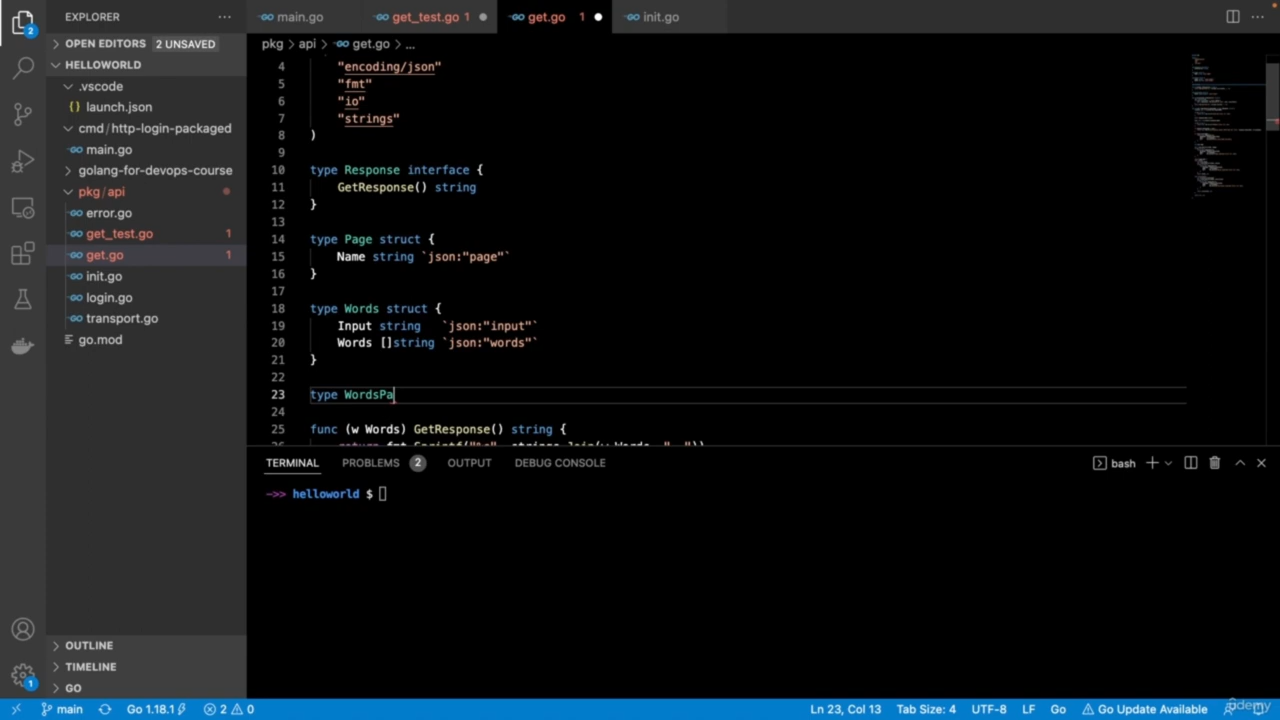 EXPLORER
main.go
get_test.go 1
get.go 1
init.go
OPEN EDITORS 2 UNSAVED
HELLOWORLD
.vscode
{} launch.json
cmd/http-login-packaged
main.go
golang-for-devops-course
pkg/api
error.go
get_test.go 1
get.go 1
init.go
login.go
transport.go
go.mod
OUTLINE
TIMELINE
GO
pkg > api > get.go > ...
4 "encoding/json"
5 "fmt"
6 "io"
7 "strings"
8 )
9
10 type Response interface {
11 GetResponse() string
12 }
13
14 type Page struct {
15 Name string `json:"page"`
16 }
17
18 type Words struct {
19 Input string `json:"input"`
20 Words []string `json:"words"`
21 }
22
23 type WordsPa
24
25 func (w Words) GetResponse() string {
TERMINAL PROBLEMS 2 OUTPUT DEBUG CONSOLE
bash
->> helloworld $
2
1
main Go 1.18.1 2 0
Ln 23, Col 13 Tab Size: 4 UTF-8 LF Go Go Update Available
udemy